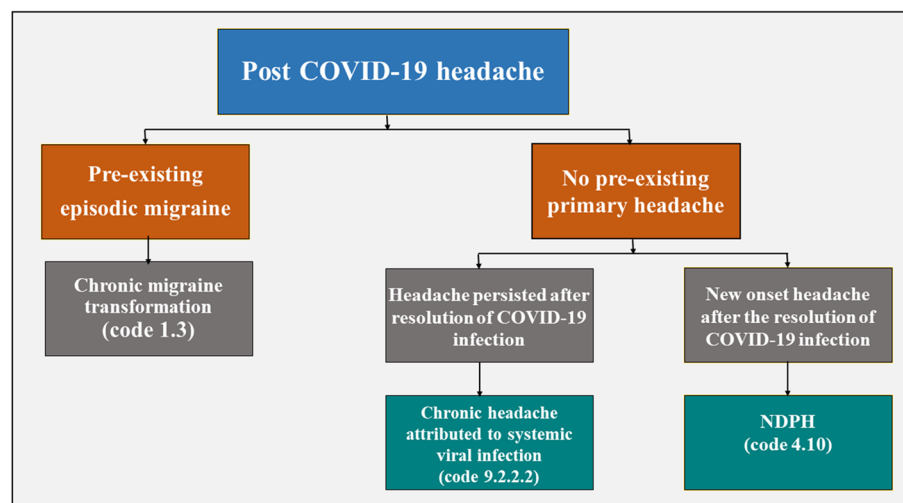 Post COVID-19 headache
Pre-existing
episodic migraine
No pre-existing
primary headache
Chronic migraine
transformation
(code 1.3)
Headache persisted after
resolution of COVID-19
infection
New onset headache
after the resolution of
COVID-19 infection
Chronic headache
attributed to systemic
viral infection
(code 9.2.2.2)
NDPH
(code 4.10)